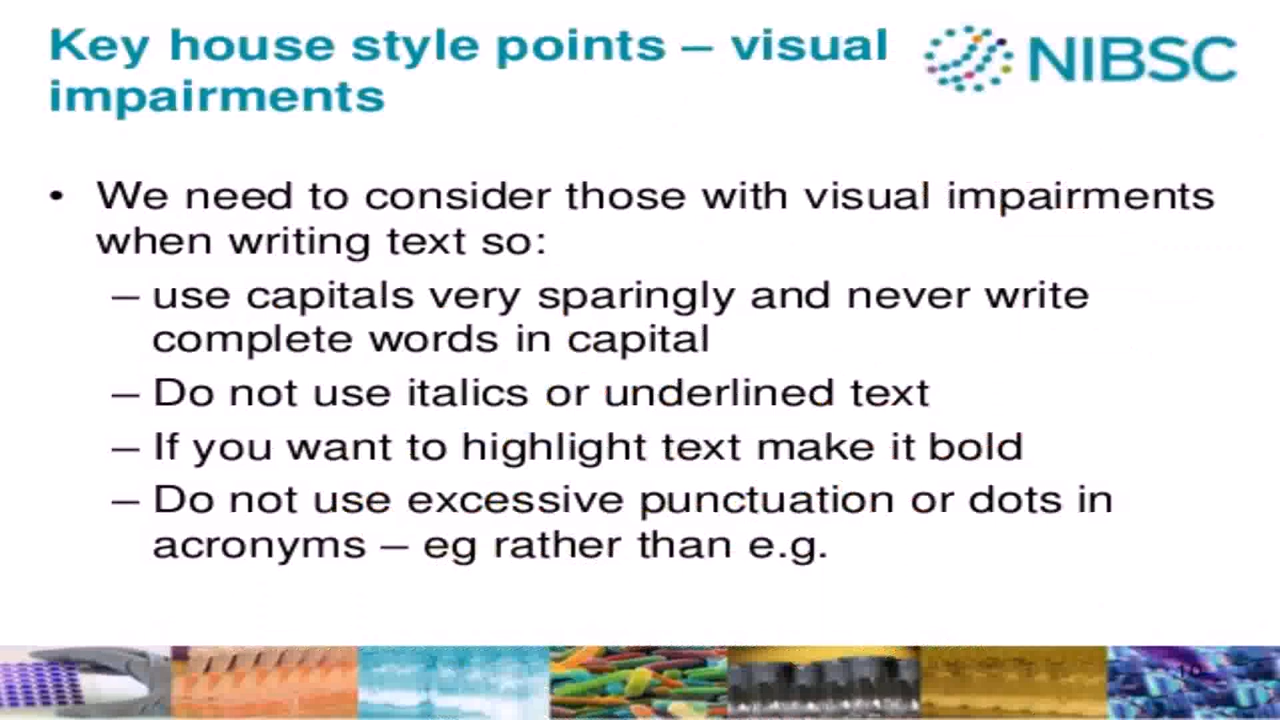 Key house style points – visual
impairments
NIBSC
• We need to consider those with visual impairments
when writing text so:
– use capitals very sparingly and never write
complete words in capital
– Do not use italics or underlined text
– If you want to highlight text make it bold
– Do not use excessive punctuation or dots in
acronyms – eg rather than e.g.